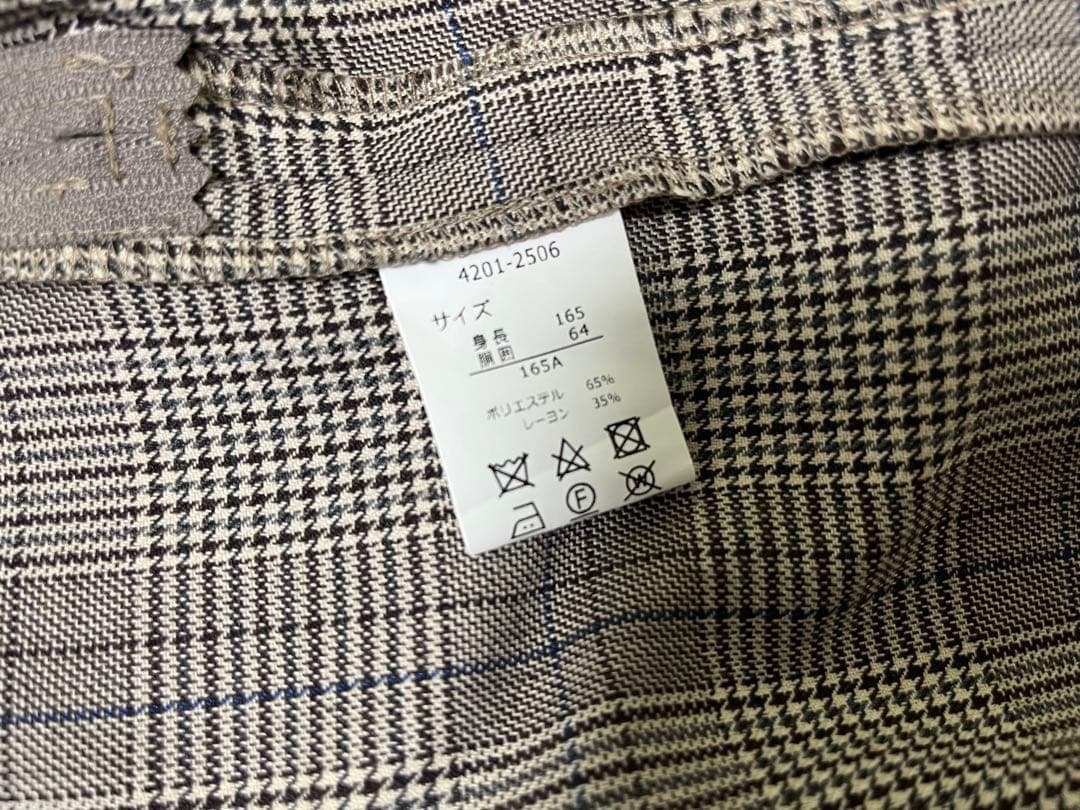 4201-2506
サイズ
身長 165
胴囲 64
165A
ポリエステル 65%
レーヨン 35%
F
W